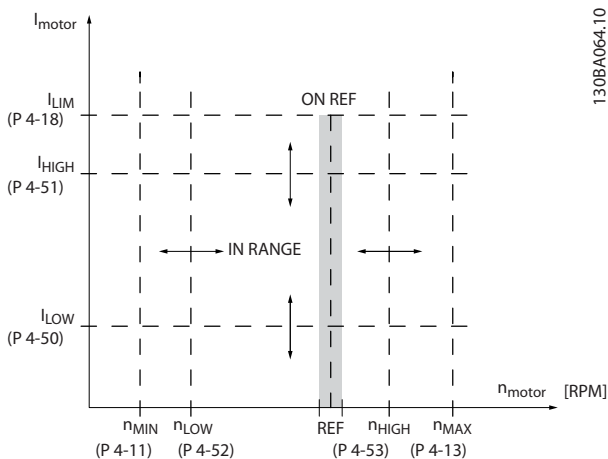 130BA064.10
Imotor
ILIM
(P 4-18)
ON REF
IHIGH
(P 4-51)
IN RANGE
ILOW
(P 4-50)
nmotor [RPM]
nMIN nLOW REF nHIGH nMAX
(P 4-11) (P 4-52) (P 4-53) (P 4-13)